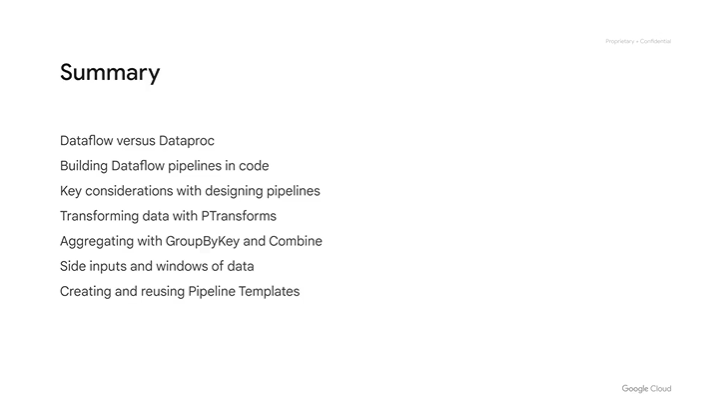 Proprietary + Confidential
Summary
Dataflow versus Dataproc
Building Dataflow pipelines in code
Key considerations with designing pipelines
Transforming data with PTransforms
Aggregating with GroupByKey and Combine
Side inputs and windows of data
Creating and reusing Pipeline Templates
Google Cloud